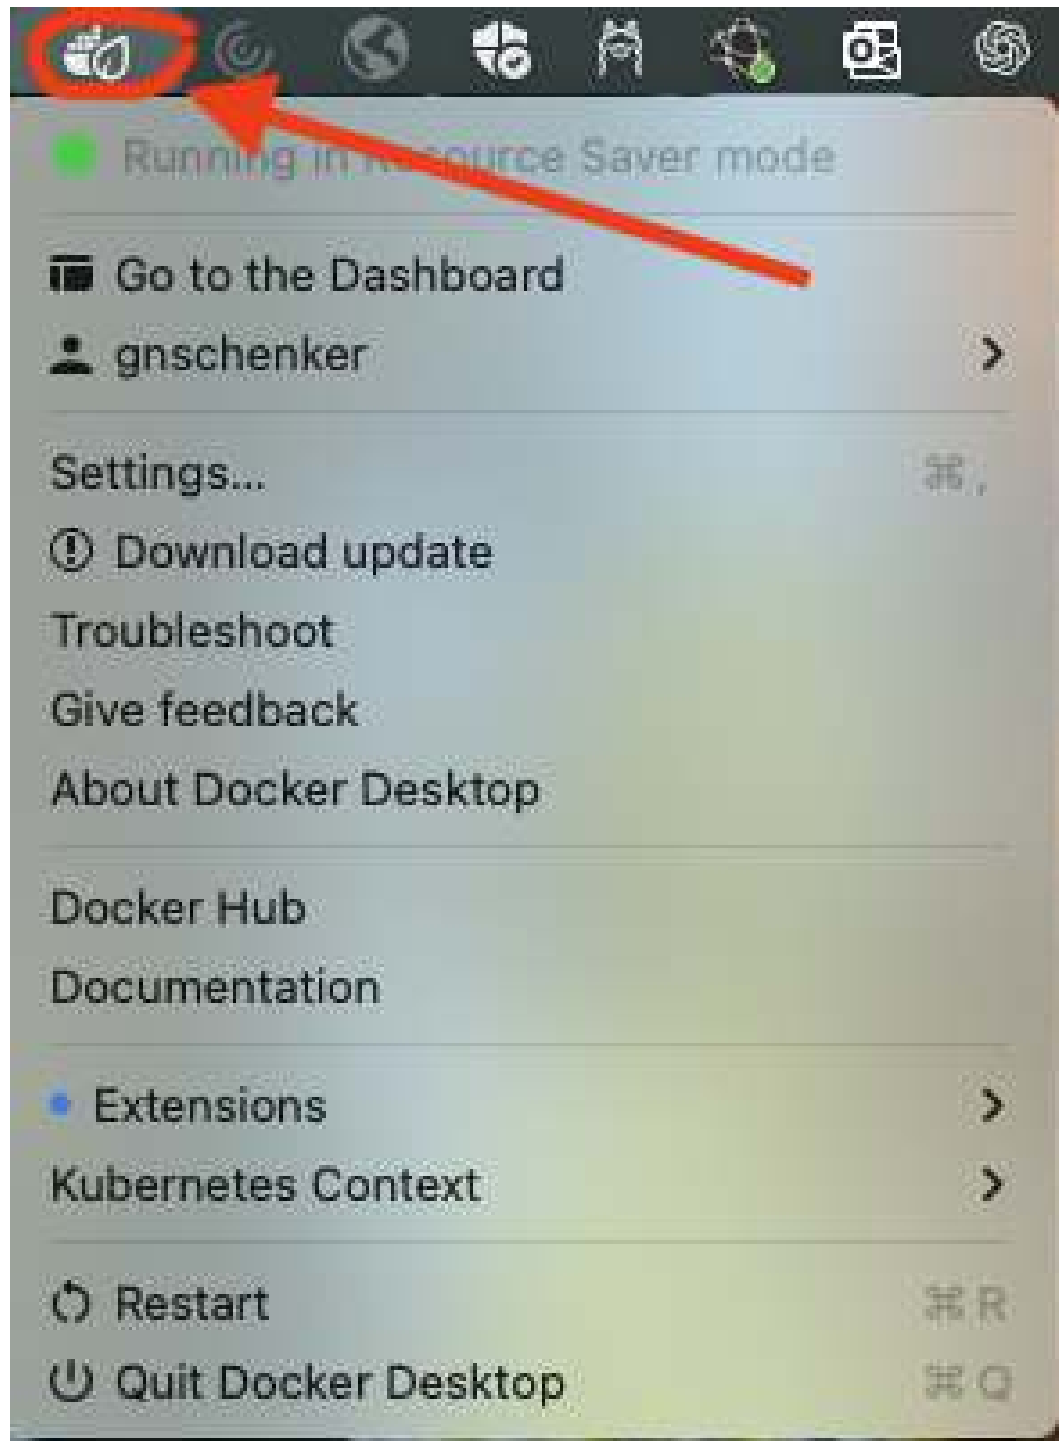 Running in Resource Saver mode
Go to the Dashboard
gnschenker
Settings...
⌘ ,
Download update
Troubleshoot
Give feedback
About Docker Desktop
Docker Hub
Documentation
Extensions
Kubernetes Context
Restart
⌘ R
Quit Docker Desktop
⌘ Q